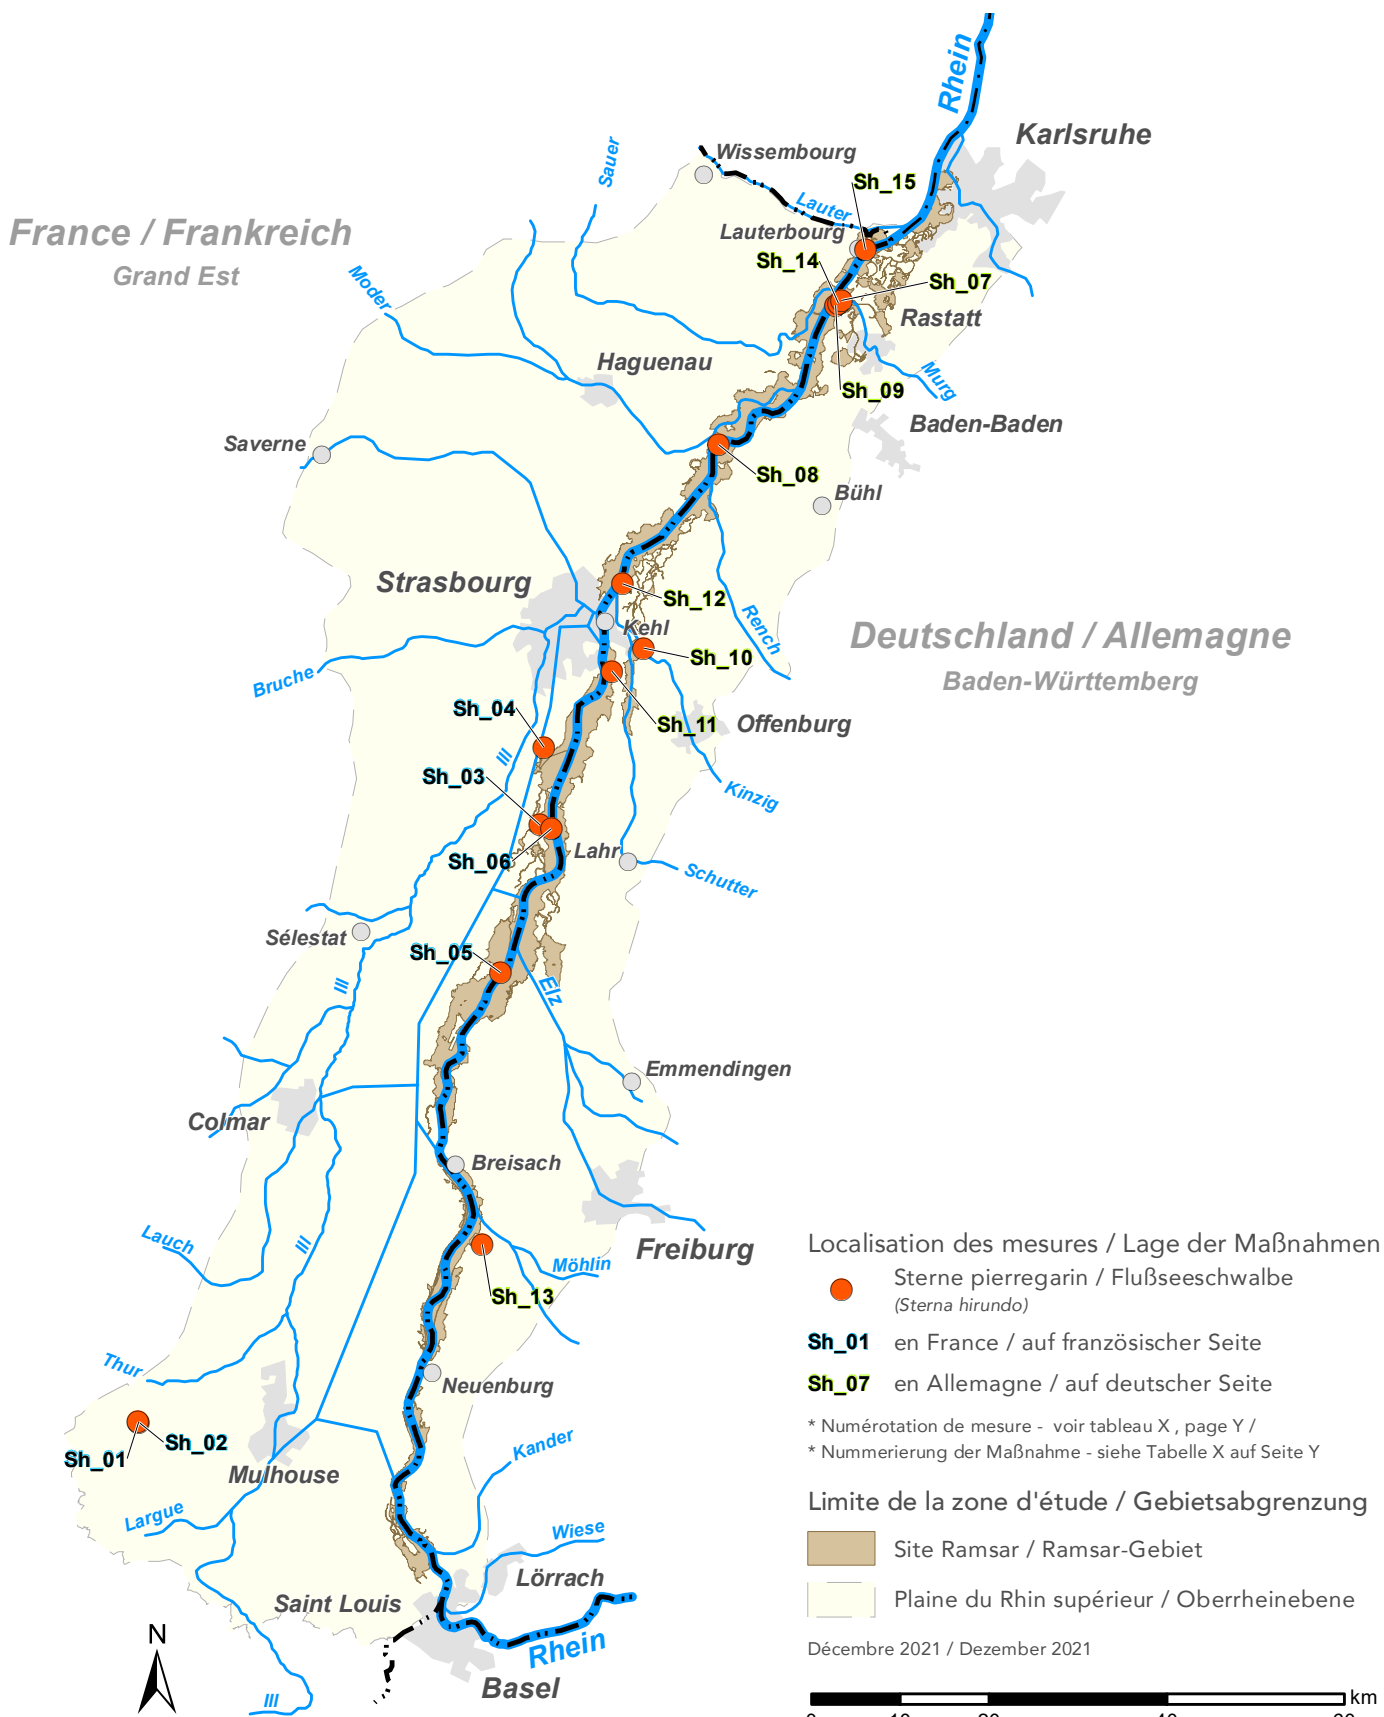 Rhein
Karlsruhe
Wissembourg
Sauer
Sh_15
Lauter
France / Frankreich
Grand Est
Lauterbourg
Sh_14
Sh_07
Moder
Rastatt
Haguenau
Murg
Sh_09
Baden-Baden
Saverne
Sh_08
Bühl
Strasbourg
Sh_12
Rench
Kehl
Deutschland / Allemagne
Baden-Württemberg
Sh_10
Bruche
Sh_04
Sh_11
Offenburg
Ill
Sh_03
Kinzig
Sh_06
Lahr
Schutter
Sélestat
Sh_05
Ill
Elz
Emmendingen
Colmar
Breisach
Lauch
Ill
Freiburg
Möhlin
Sh_13
Thur
Neuenburg
Sh_02
Sh_01
Mulhouse
Kander
Largue
Wiese
Lörrach
Saint Louis
Rhein
Basel
Ill
N
Localisation des mesures / Lage der Maßnahmen
Sterne pierregarin / Flußseeschwalbe
(Sterna hirundo)
Sh_01 en France / auf französischer Seite
Sh_07 en Allemagne / auf deutscher Seite
* Numérotation de mesure - voir tableau X , page Y /
* Nummerierung der Maßnahme - siehe Tabelle X auf Seite Y
Limite de la zone d'étude / Gebietsabgrenzung
Site Ramsar / Ramsar-Gebiet
Plaine du Rhin supérieur / Oberrheinebene
Décembre 2021 / Dezember 2021
km